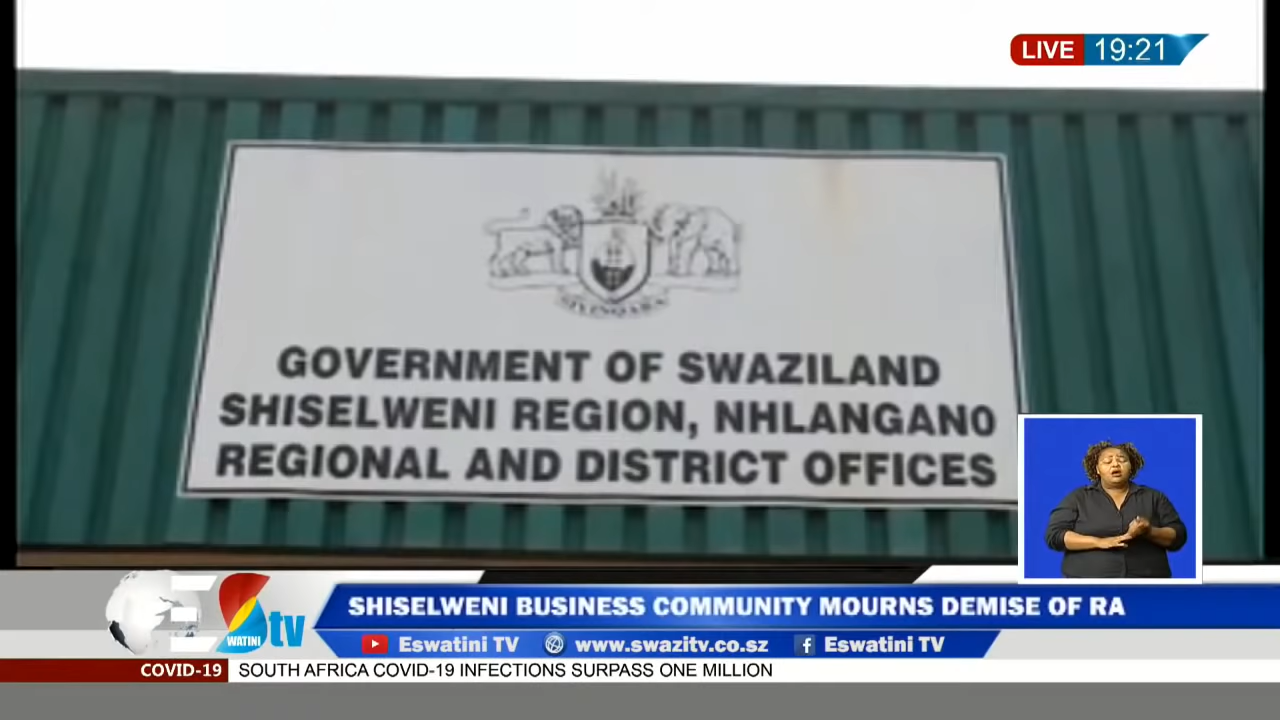 LIVE 19:21
GOVERNMENT OF SWAZILAND
SHISELWENI REGION, NHLANGANO
REGIONAL AND DISTRICT OFFICES
SHISELWENI BUSINESS COMMUNITY MOURNS DEMISE OF RA
E WATINI tv
Eswatini TV www.swazitv.co.sz Eswatini TV
COVID-19 SOUTH AFRICA COVID-19 INFECTIONS SURPASS ONE MILLION